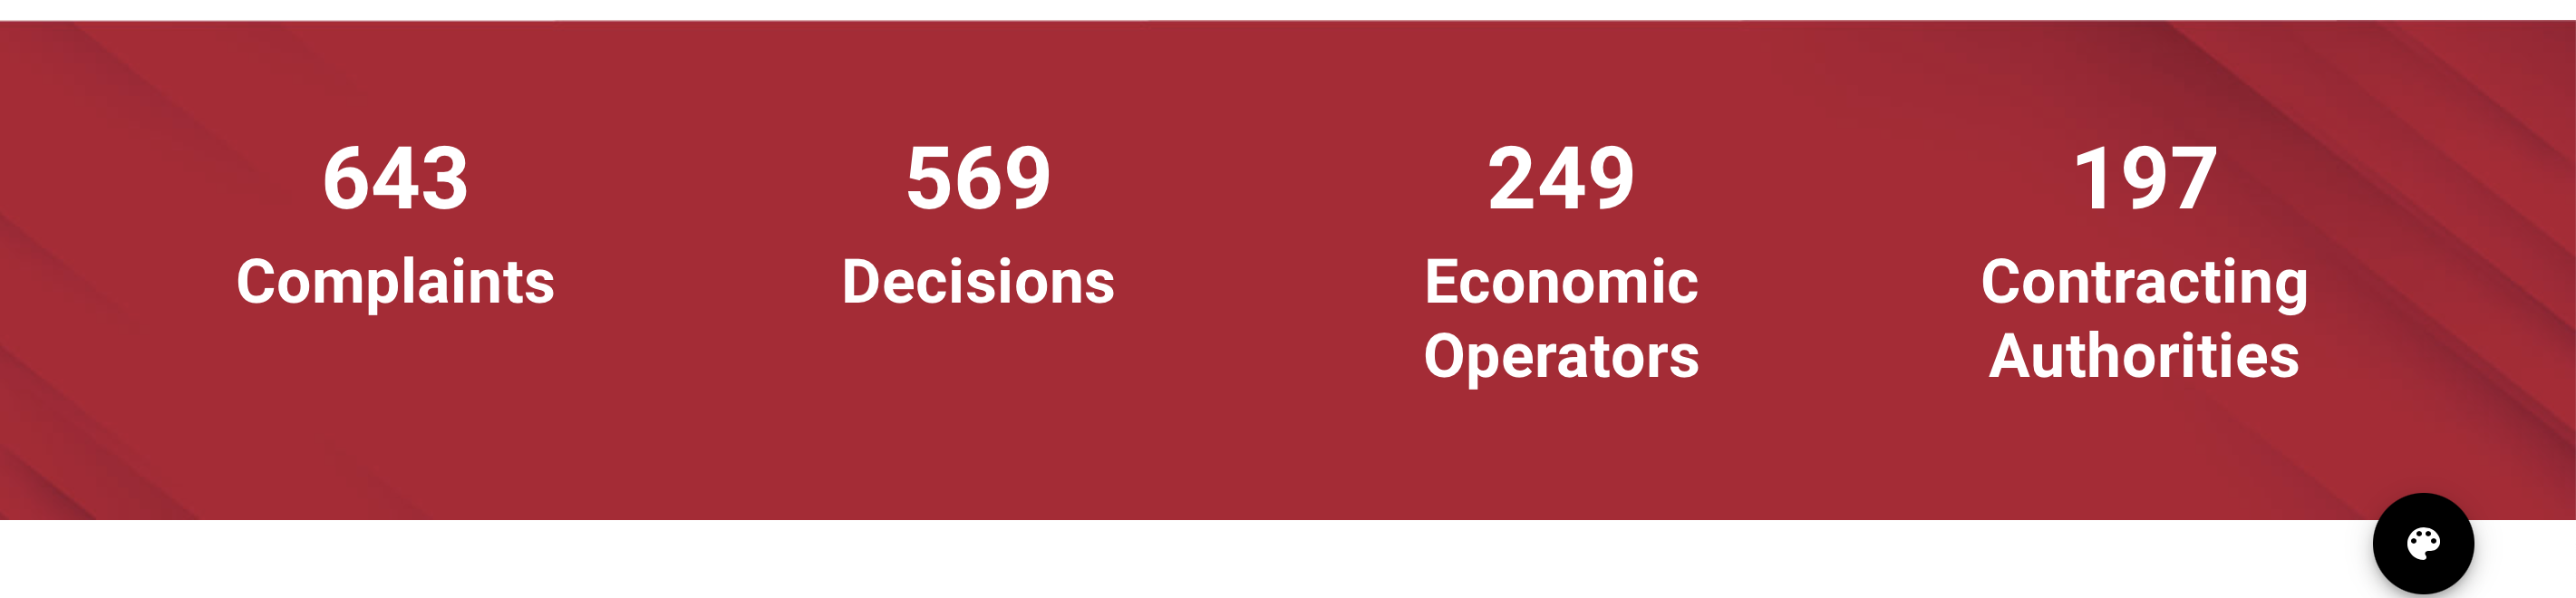 643
Complaints
569
Decisions
249
Economic
Operators
197
Contracting
Authorities